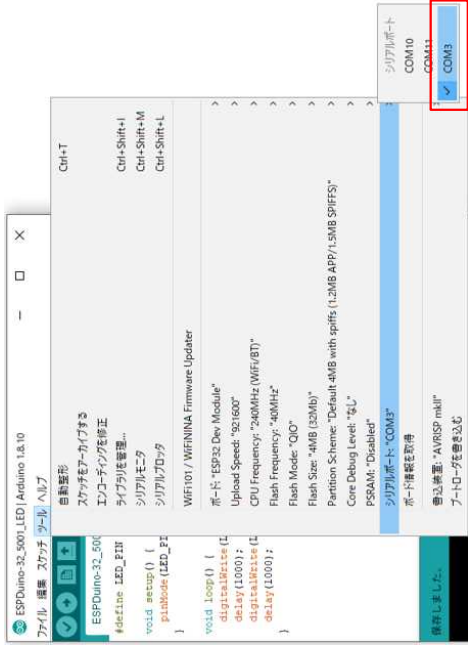 ESPDuino-32_5001_LED | Arduino 1.8.10
ファイル 編集 スケッチ ツール ヘルプ
自動整形 Ctrl+T
スケッチをアーカイブする
エンコーディングを修正
ライブラリを管理... Ctrl+Shift+I
シリアルモニタ Ctrl+Shift+M
シリアルプロッタ Ctrl+Shift+L
WiFi101 / WiFiNINA Firmware Updater
ボード: "ESP32 Dev Module"
Upload Speed: "921600"
CPU Frequency: "240MHz (WiFi/BT)"
Flash Frequency: "40MHz"
Flash Mode: "QIO"
Flash Size: "4MB (32Mb)"
Partition Scheme: "Default 4MB with spiffs (1.2MB APP/1.5MB SPIFFS)"
Core Debug Level: "なし"
PSRAM: "Disabled"
シリアルポート: "COM3"
ボード情報を取得
書込装置: "AVRISP mkII"
ブートローダを書き込む
シリアルポート
COM10
COM11
COM3
ESPDuino-32_500
#define LED_PIN
void setup() {
pinMode(LED_PI
}
void loop() {
digitalWrite(L
delay(1000);
digitalWrite(L
delay(1000);
}
保存しました。